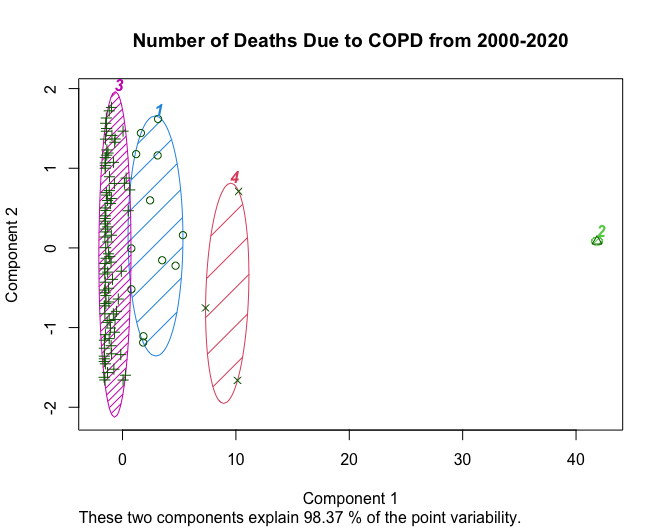 Number of Deaths Due to COPD from 2000-2020
3
1
4
2
2
1
0
-1
-2
Component 2
0 10 20 30 40
Component 1
These two components explain 98.37 % of the point variability.